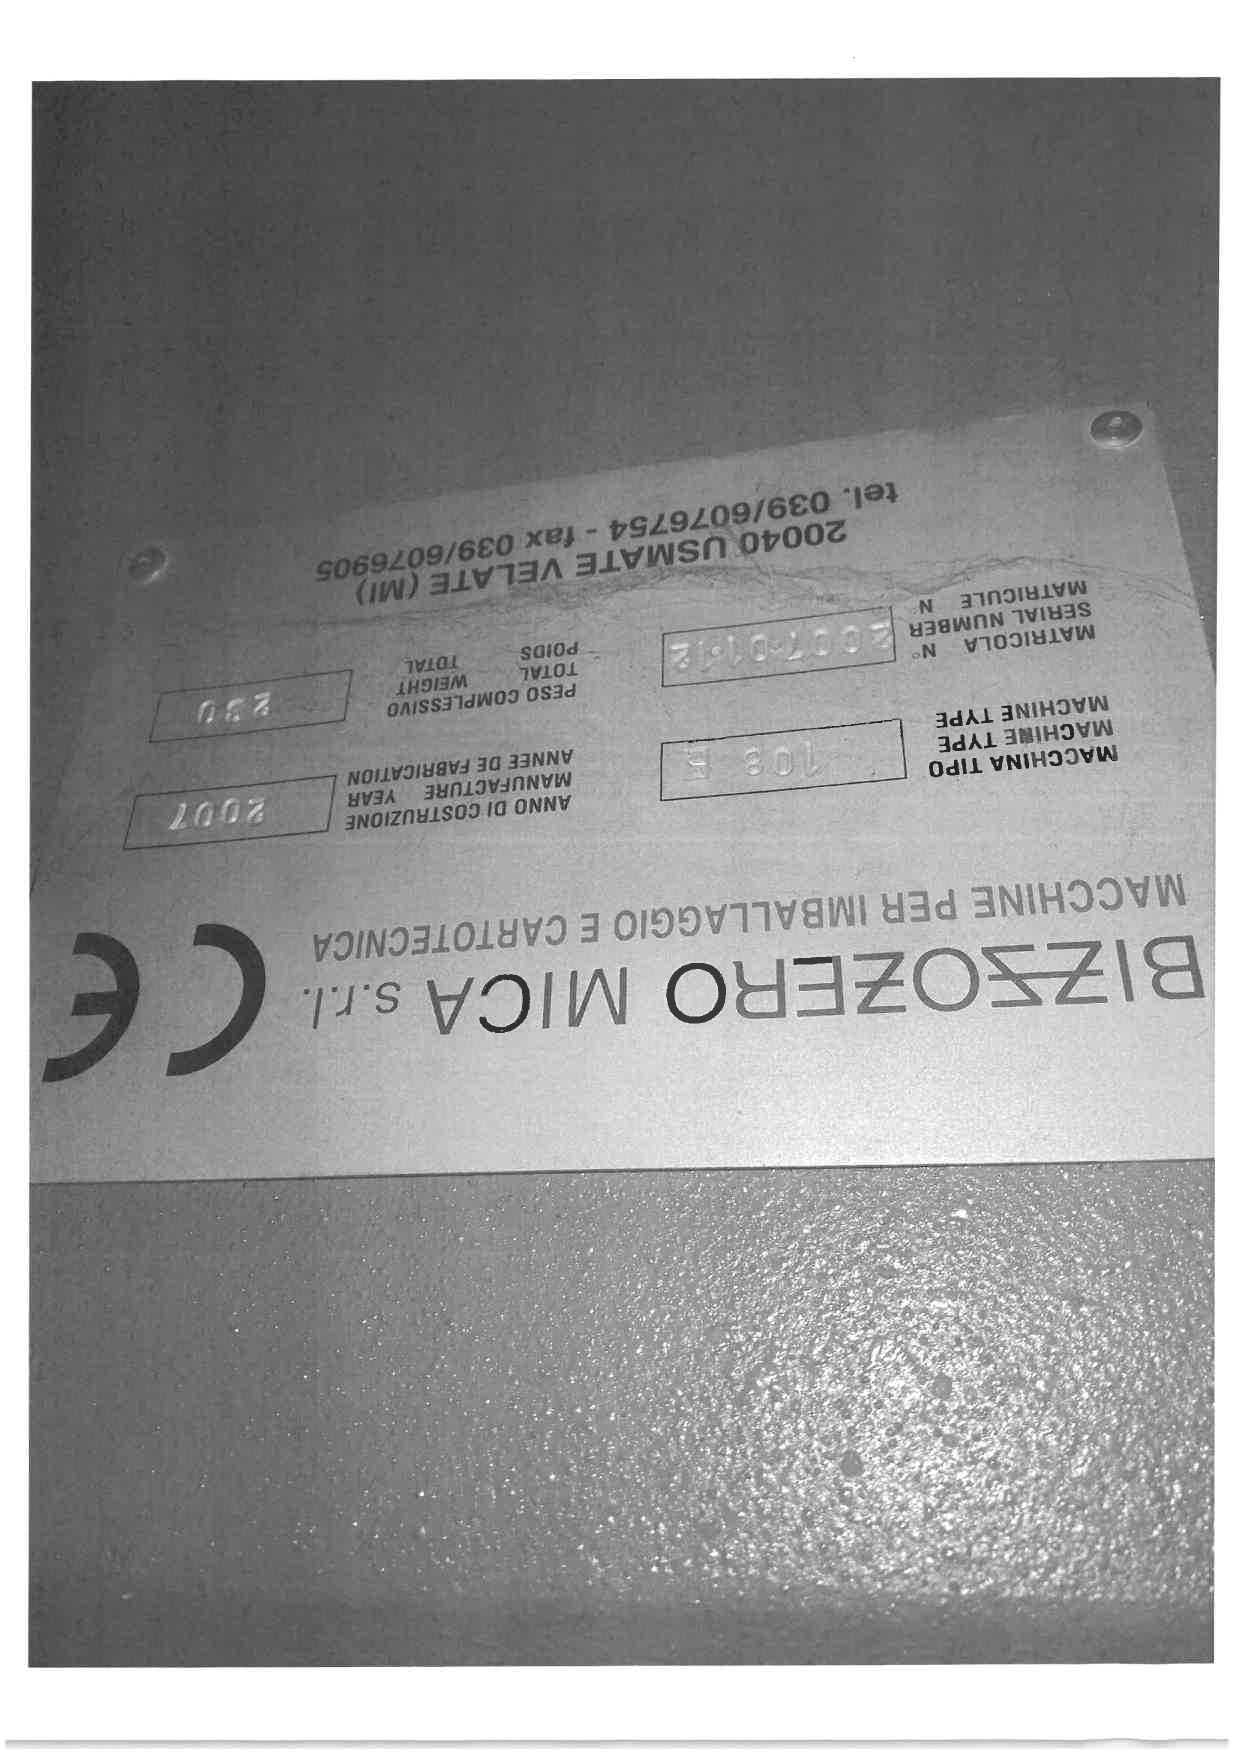 BIZZOZERO MICA s.r.l.
MACCHINE PER IMBALLAGGIO E CARTOTECNICA
CE
MACCHINA TIPO
MACHINE TYPE
MACHINE TYPE
E
ANNO DI COSTRUZIONE
MANUFACTURE YEAR
ANNEE DE FABRICATION
2007
MATRICOLA N°
SERIAL NUMBER
MATRICULE N
2007·01·12
PESO COMPLESSIVO
TOTAL WEIGHT
POIDS TOTAL
20040 USMATE VELATE (MI)
tel. 039/6076754 - fax 039/6076905